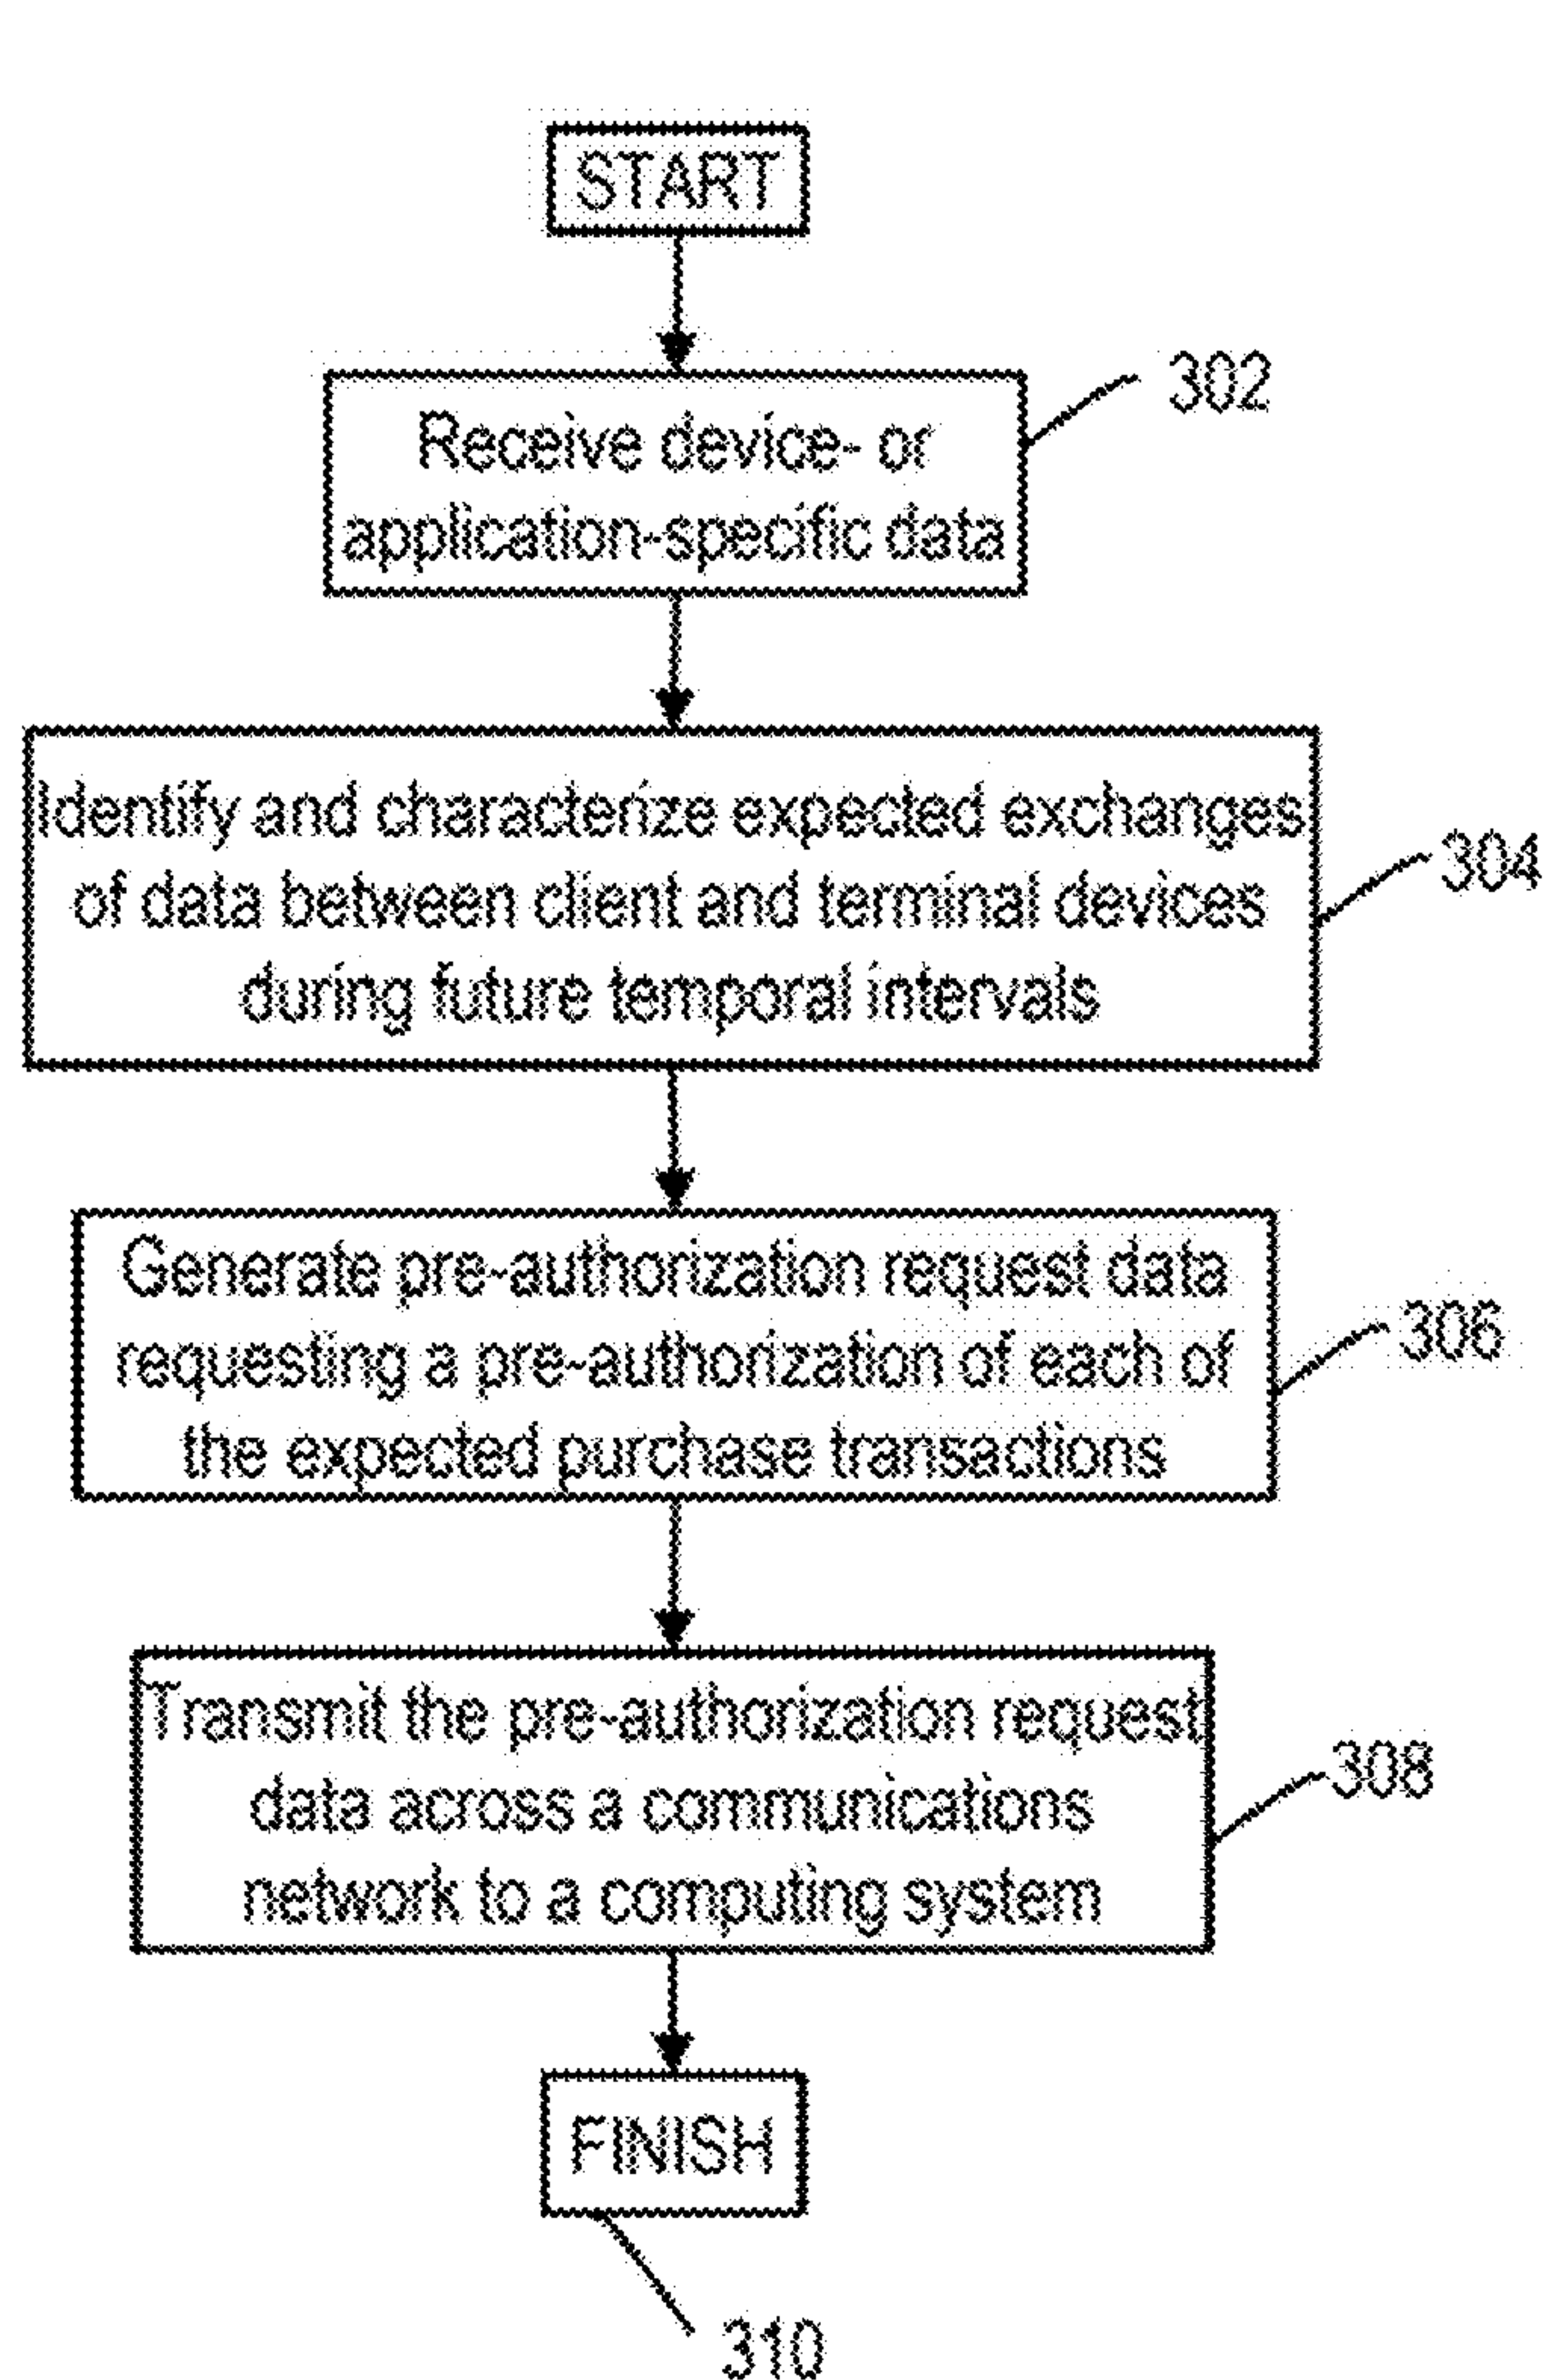 START
302
Receive device- or
application-specific data
304
Identify and characterize expected exchanges
of data between client and terminal devices
during future temporal intervals
306
Generate pre-authorization request data
requesting a pre-authorization of each of
the expected purchase transactions
308
Transmit the pre-authorization request
data across a communications
network to a computing system
FINISH
310